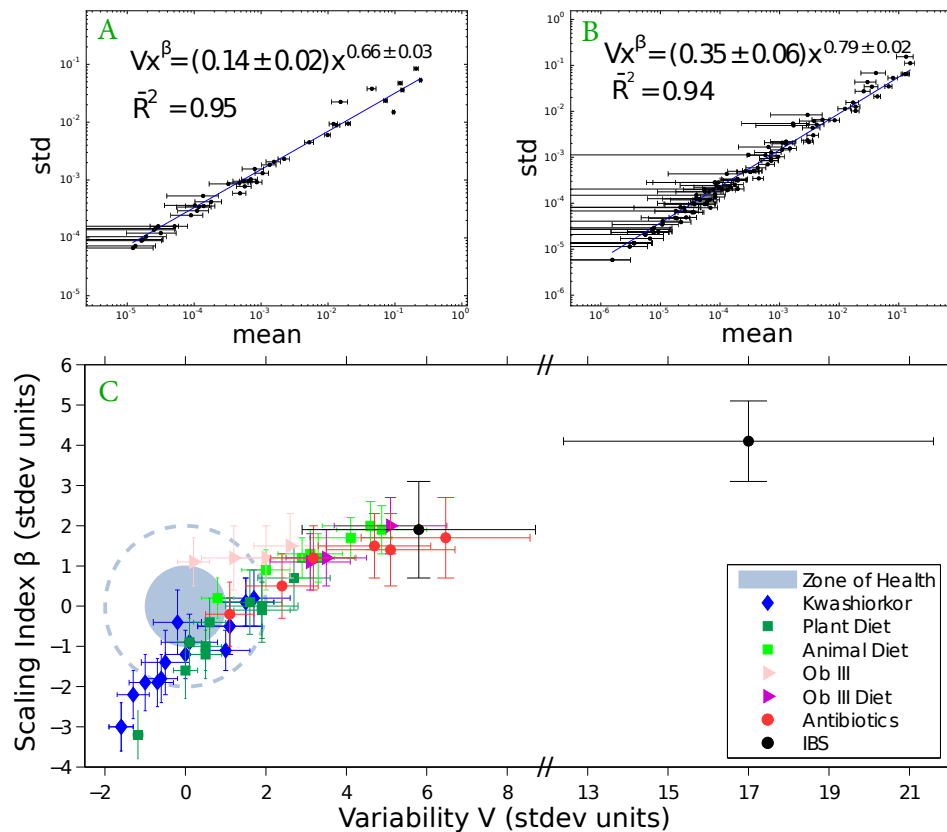 A
Vxᵝ=(0.14±0.02)x^0.66±0.03
R̄²=0.95
10⁰
10⁻¹
10⁻²
10⁻³
10⁻⁴
10⁻⁵
std
10⁻⁵ 10⁻⁴ 10⁻³ 10⁻² 10⁻¹ 10⁰
mean
B
Vxᵝ=(0.35±0.06)x^0.79±0.02
R̄²=0.94
10⁰
10⁻¹
10⁻²
10⁻³
10⁻⁴
10⁻⁵
10⁻⁶
std
10⁻⁶ 10⁻⁵ 10⁻⁴ 10⁻³ 10⁻² 10⁻¹ 10⁰
mean
C
6
5
4
3
2
1
0
−1
−2
−3
−4
Scaling Index β (stdev units)
//
Zone of Health
Kwashiorkor
Plant Diet
Animal Diet
Ob III
Ob III Diet
Antibiotics
IBS
−2 0 2 4 6 8 // 13 15 17 19 21
Variability V (stdev units)